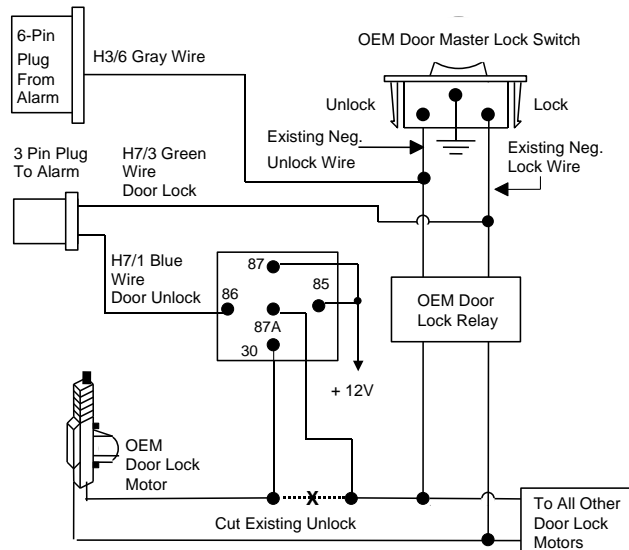 6-Pin
Plug
From
Alarm
H3/6 Gray Wire
OEM Door Master Lock Switch
Unlock
Lock
Existing Neg.
Unlock Wire
Existing Neg.
Lock Wire
3 Pin Plug
To Alarm
H7/3 Green
Wire
Door Lock
H7/1 Blue
Wire
Door Unlock
87
85
86
87A
30
+ 12V
OEM Door
Lock Relay
OEM
Door Lock
Motor
X
Cut Existing Unlock
To All Other
Door Lock
Motors